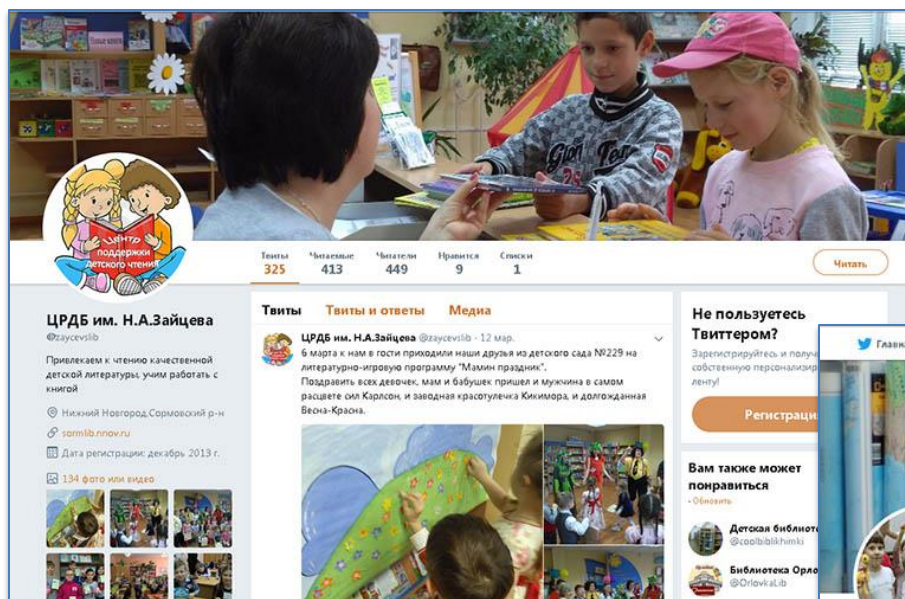 Центр
поддержки
детского чтения
Твиты Читаемые Читатели Нравится Списки
325 413 449 9 1
Читать
ЦРДБ им. Н.А.Зайцева
@zaycevslib
Привлекаем к чтению качественной
детской литературы, учим работать с
книгой
Нижний Новгород,Сормовский р-н
sormlib.nnov.ru
Дата регистрации: декабрь 2013 г.
134 фото или видео
Твиты Твиты и ответы Медиа
ЦРДБ им. Н.А.Зайцева @zaycevslib · 12 мар.
6 марта к нам в гости приходили наши друзья из детского сада №229 на
литературно-игровую программу "Мамин праздник".
Поздравить всех девочек, мам и бабушек пришел и мужчина в самом
расцвете сил Карлсон, и заводная красотулечка Кикимора, и долгожданная
Весна-Красна.
Не пользуетесь
Твиттером?
Зарегистрируйтесь и получ
собственную персонализир
ленту!
Регистраци
Вам также может
понравиться
· Обновить
Детская библиот
@coolbiblikhimki
Библиотека Орло
@OrlovkaLib
Главна